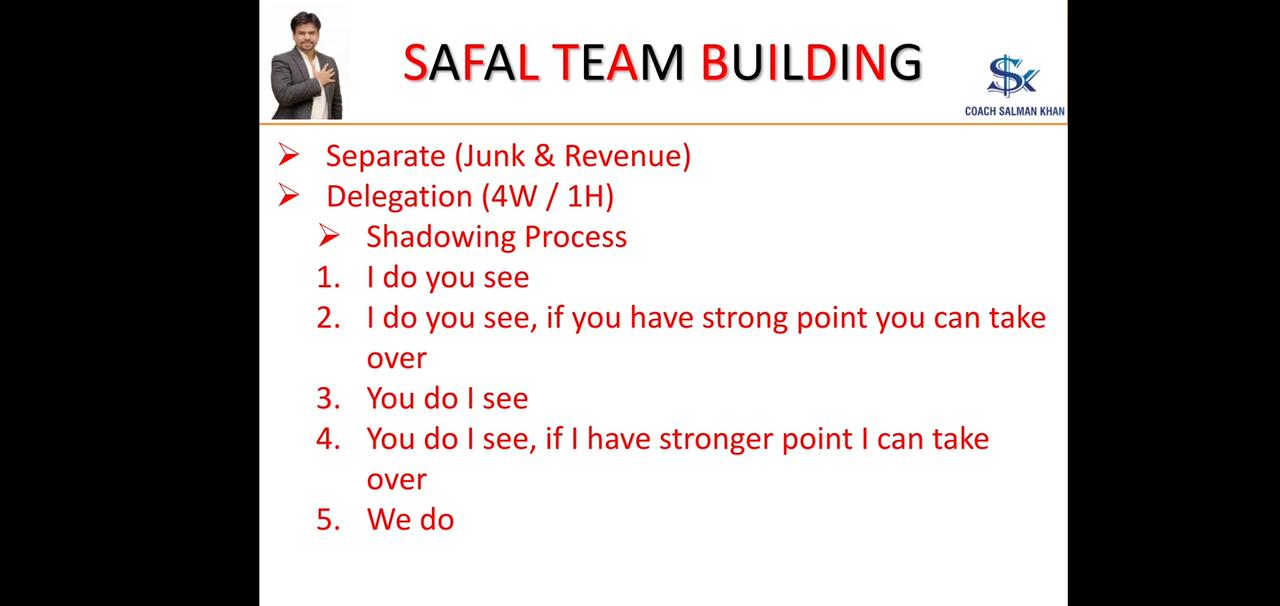 SAFAL TEAM BUILDING
COACH SALMAN KHAN
Separate (Junk & Revenue)
Delegation (4W / 1H)
Shadowing Process
1. I do you see
2. I do you see, if you have strong point you can take
over
3. You do I see
4. You do I see, if I have stronger point I can take
over
5. We do